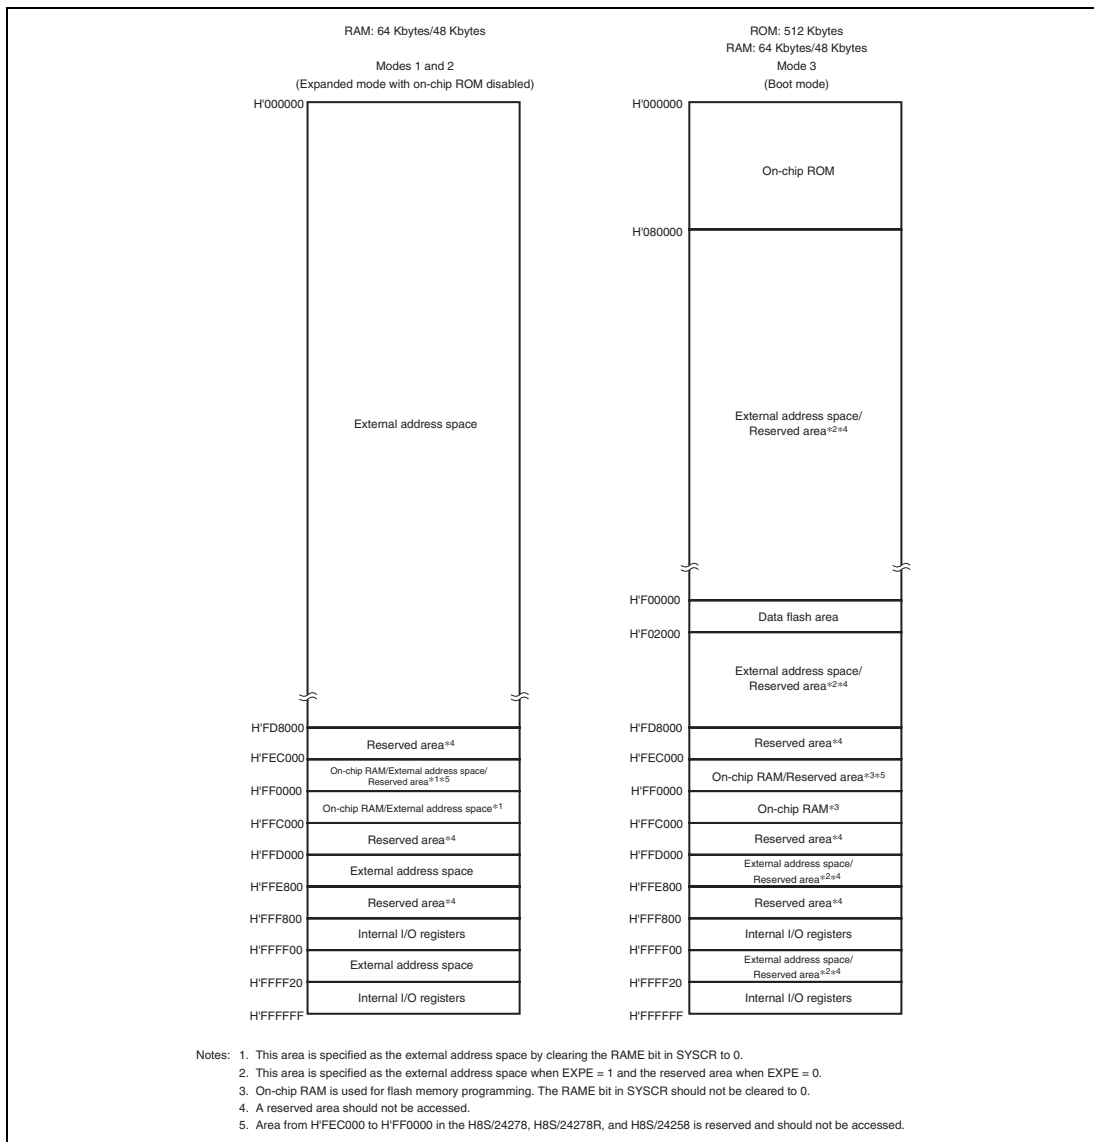 RAM: 64 Kbytes/48 Kbytes
Modes 1 and 2
(Expanded mode with on-chip ROM disabled)
H'000000
External address space
H'FD8000
Reserved area*4
H'FEC000
On-chip RAM/External address space/
Reserved area*1*5
H'FF0000
On-chip RAM/External address space*1
H'FFC000
Reserved area*4
H'FFD000
External address space
H'FFE800
Reserved area*4
H'FFF800
Internal I/O registers
H'FFFF00
External address space
H'FFFF20
Internal I/O registers
H'FFFFFF
ROM: 512 Kbytes
RAM: 64 Kbytes/48 Kbytes
Mode 3
(Boot mode)
H'000000
On-chip ROM
H'080000
External address space/
Reserved area*2*4
H'F00000
Data flash area
H'F02000
External address space/
Reserved area*2*4
H'FD8000
Reserved area*4
H'FEC000
On-chip RAM/Reserved area*3*5
H'FF0000
On-chip RAM*3
H'FFC000
Reserved area*4
H'FFD000
External address space/
Reserved area*2*4
H'FFE800
Reserved area*4
H'FFF800
Internal I/O registers
H'FFFF00
External address space/
Reserved area*2*4
H'FFFF20
Internal I/O registers
H'FFFFFF
Notes: 1. This area is specified as the external address space by clearing the RAME bit in SYSCR to 0.
2. This area is specified as the external address space when EXPE = 1 and the reserved area when EXPE = 0.
3. On-chip RAM is used for flash memory programming. The RAME bit in SYSCR should not be cleared to 0.
4. A reserved area should not be accessed.
5. Area from H'FEC000 to H'FF0000 in the H8S/24278, H8S/24278R, and H8S/24258 is reserved and should not be accessed.